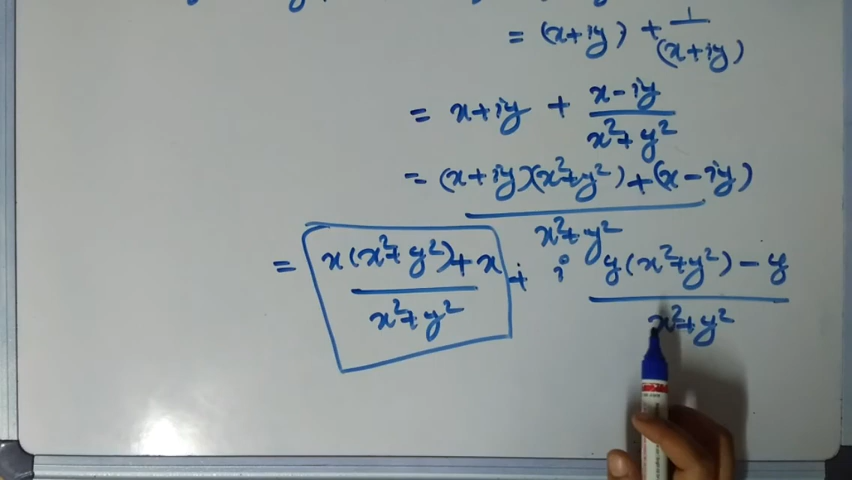 = (x+iy) + 1/(x+iy)
= x+iy + (x-iy)/(x²+y²)
= (x+iy)(x²+y²)+(x-iy) / x²+y²
= x(x²+y²)+x / x²+y² + i y(x²+y²)-y / x²+y²